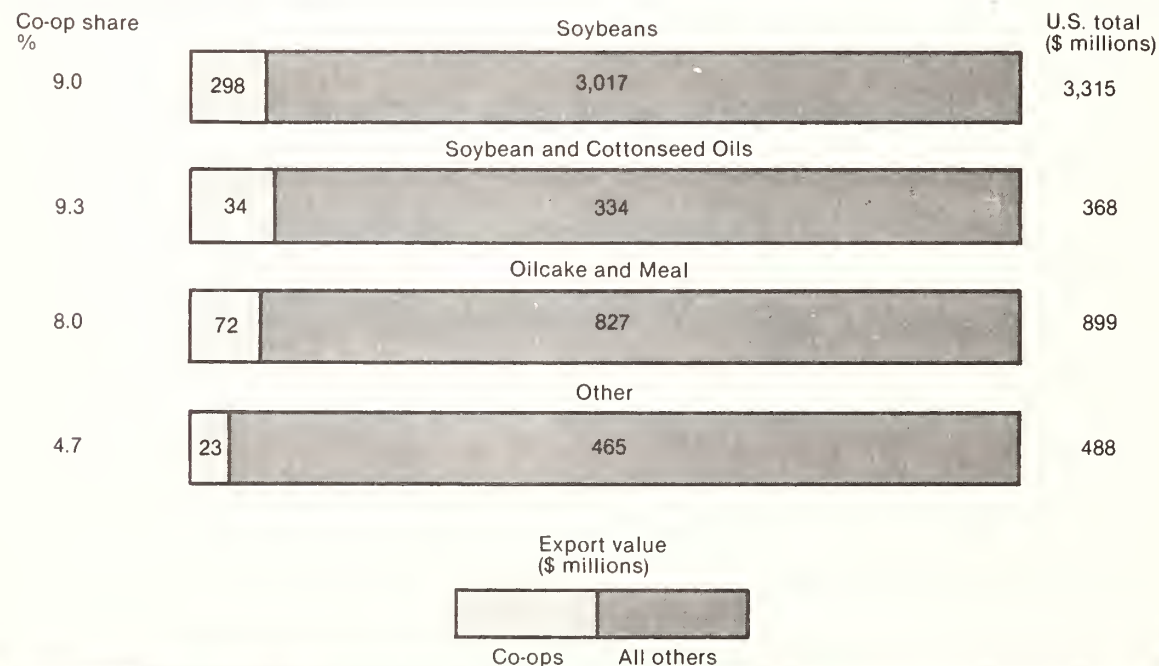 Co-op share
%
Soybeans
U.S. total
($ millions)
9.0
298
3,017
3,315
Soybean and Cottonseed Oils
9.3
34
334
368
Oilcake and Meal
8.0
72
827
899
Other
4.7
23
465
488
Export value
($ millions)
Co-ops
All others